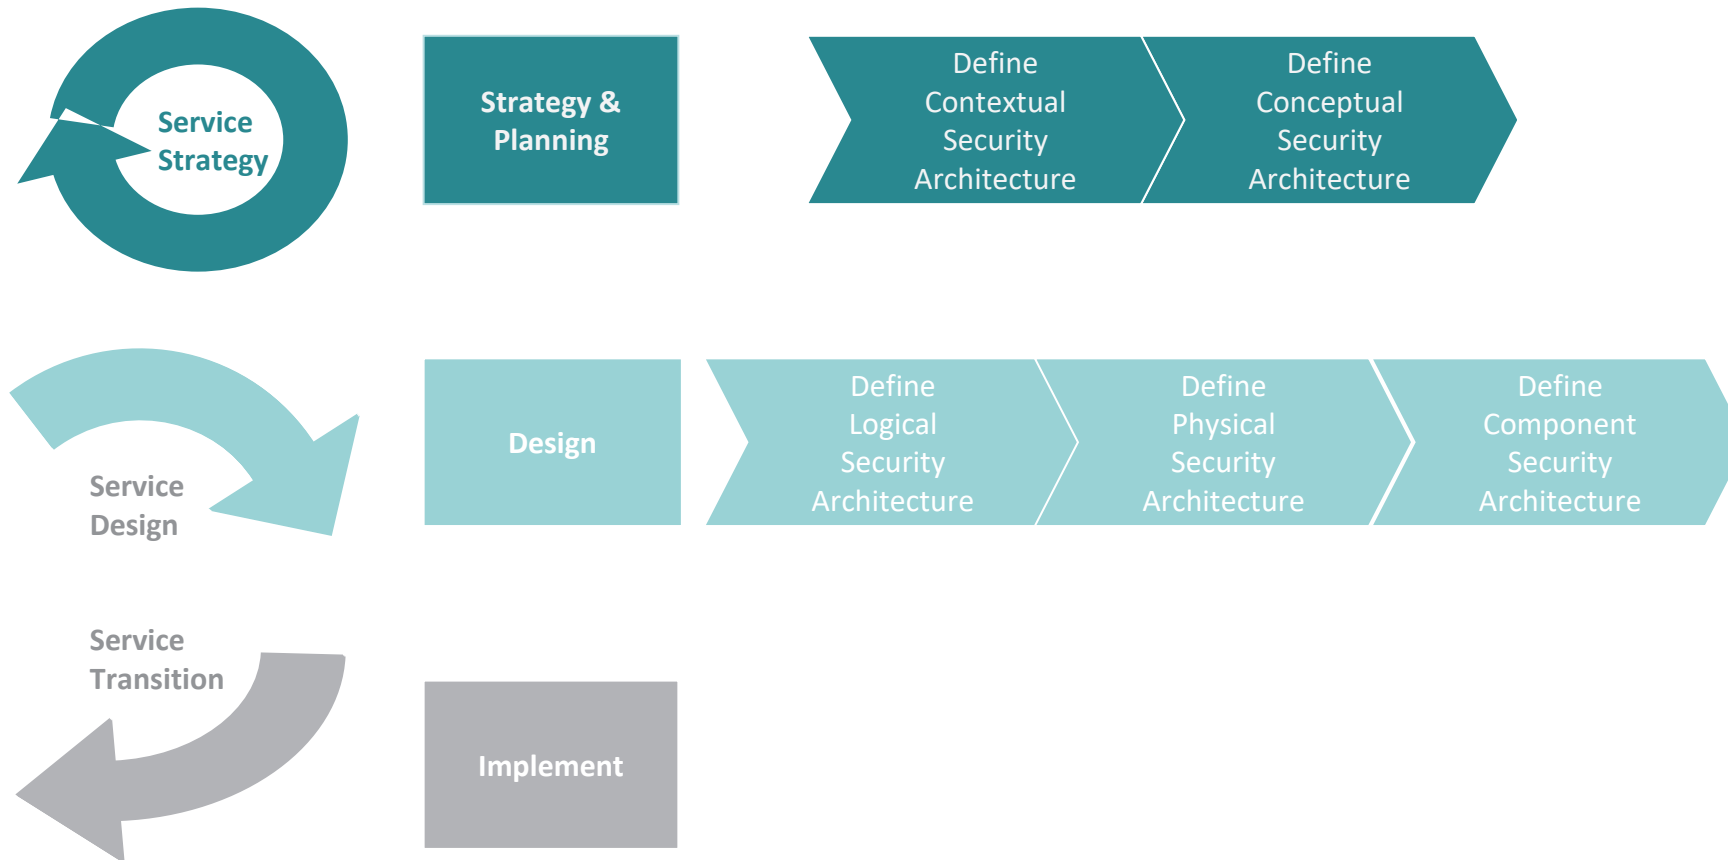 Service
Strategy
Strategy &
Planning
Define
Contextual
Security
Architecture
Define
Conceptual
Security
Architecture
Service
Design
Design
Define
Logical
Security
Architecture
Define
Physical
Security
Architecture
Define
Component
Security
Architecture
Service
Transition
Implement